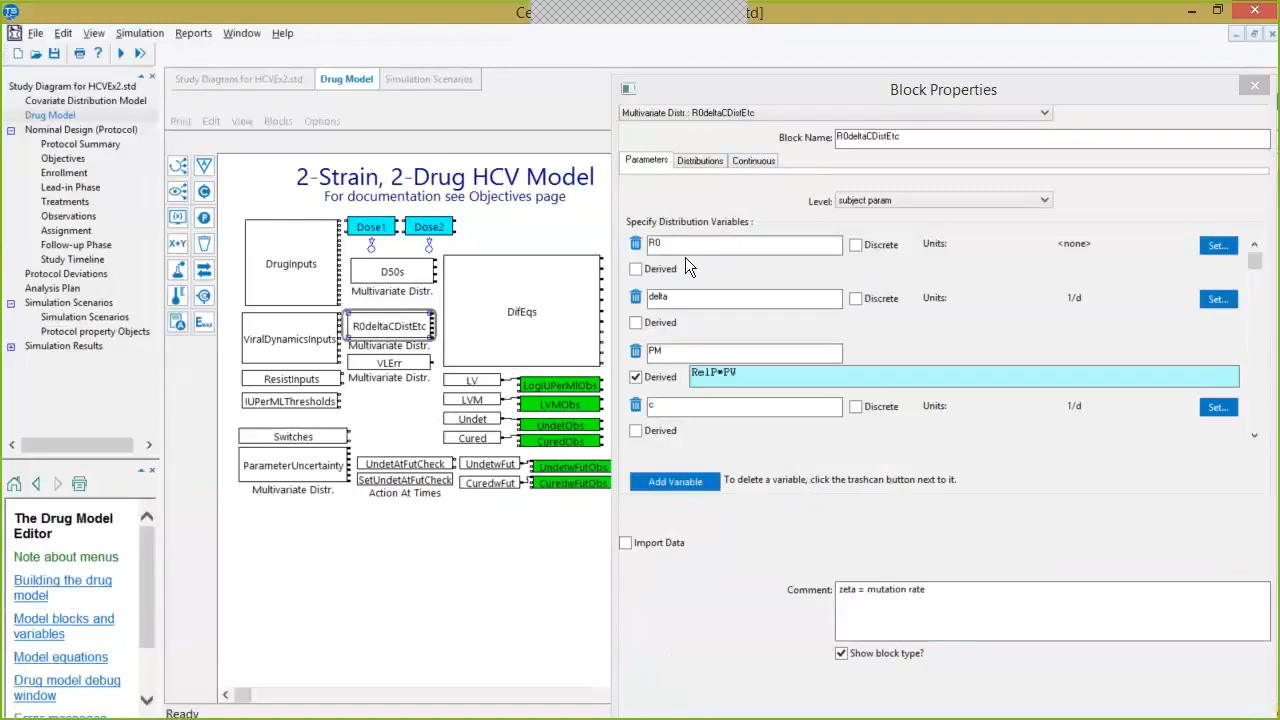 TS
Ce
td]
File Edit View Simulation Reports Window Help
Study Diagram for HCVEx2.std
Covariate Distribution Model
Drug Model
Nominal Design (Protocol)
Protocol Summary
Objectives
Enrollment
Lead-in Phase
Treatments
Observations
Assignment
Follow-up Phase
Study Timeline
Protocol Deviations
Analysis Plan
Simulation Scenarios
Simulation Scenarios
Protocol property Objects
Simulation Results
The Drug Model
Editor
Note about menus
Building the drug
model
Model blocks and
variables
Model equations
Drug model debug
window
Study Diagram for HCVEx2.std Drug Model Simulation Scenarios
Print Edit View Blocks Options
X+Y
Emax
2-Strain, 2-Drug HCV Model
For documentation see Objectives page
Dose1 Dose2
DrugInputs
D50s
Multivariate Distr.
DifEqs
R0deltaCDistEtc
ViralDynamicsInputs
Multivariate Distr.
VLErr
Multivariate Distr.
ResistInputs
IUPerMLThresholds
LV LogIUPerMlObs
LVM LVMObs
Undet UndetObs
Cured CuredObs
Switches
ParameterUncertainty
Multivariate Distr.
UndetAtFutCheck
SetUndetAtFutCheck
Action At Times
UndetwFut UndetwFutObs
CuredwFut CuredwFutObs
Ready
Block Properties
Multivariate Distr.: R0deltaCDistEtc
Block Name: R0deltaCDistEtc
Parameters Distributions Continuous
Level: subject param
Specify Distribution Variables :
R0 Discrete Units: <none> Set...
Derived
delta Discrete Units: 1/d Set...
Derived
PM
Derived RelP*PW
c Discrete Units: 1/d Set...
Derived
Add Variable To delete a variable, click the trashcan button next to it.
Import Data
Comment: zeta = mutation rate
Show block type?